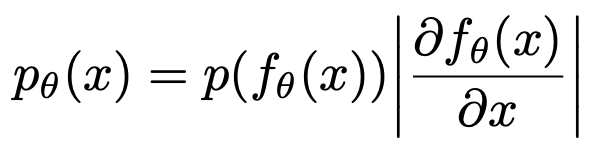 p_θ(x) = p(f_θ(x)) | ∂f_θ(x) / ∂x |